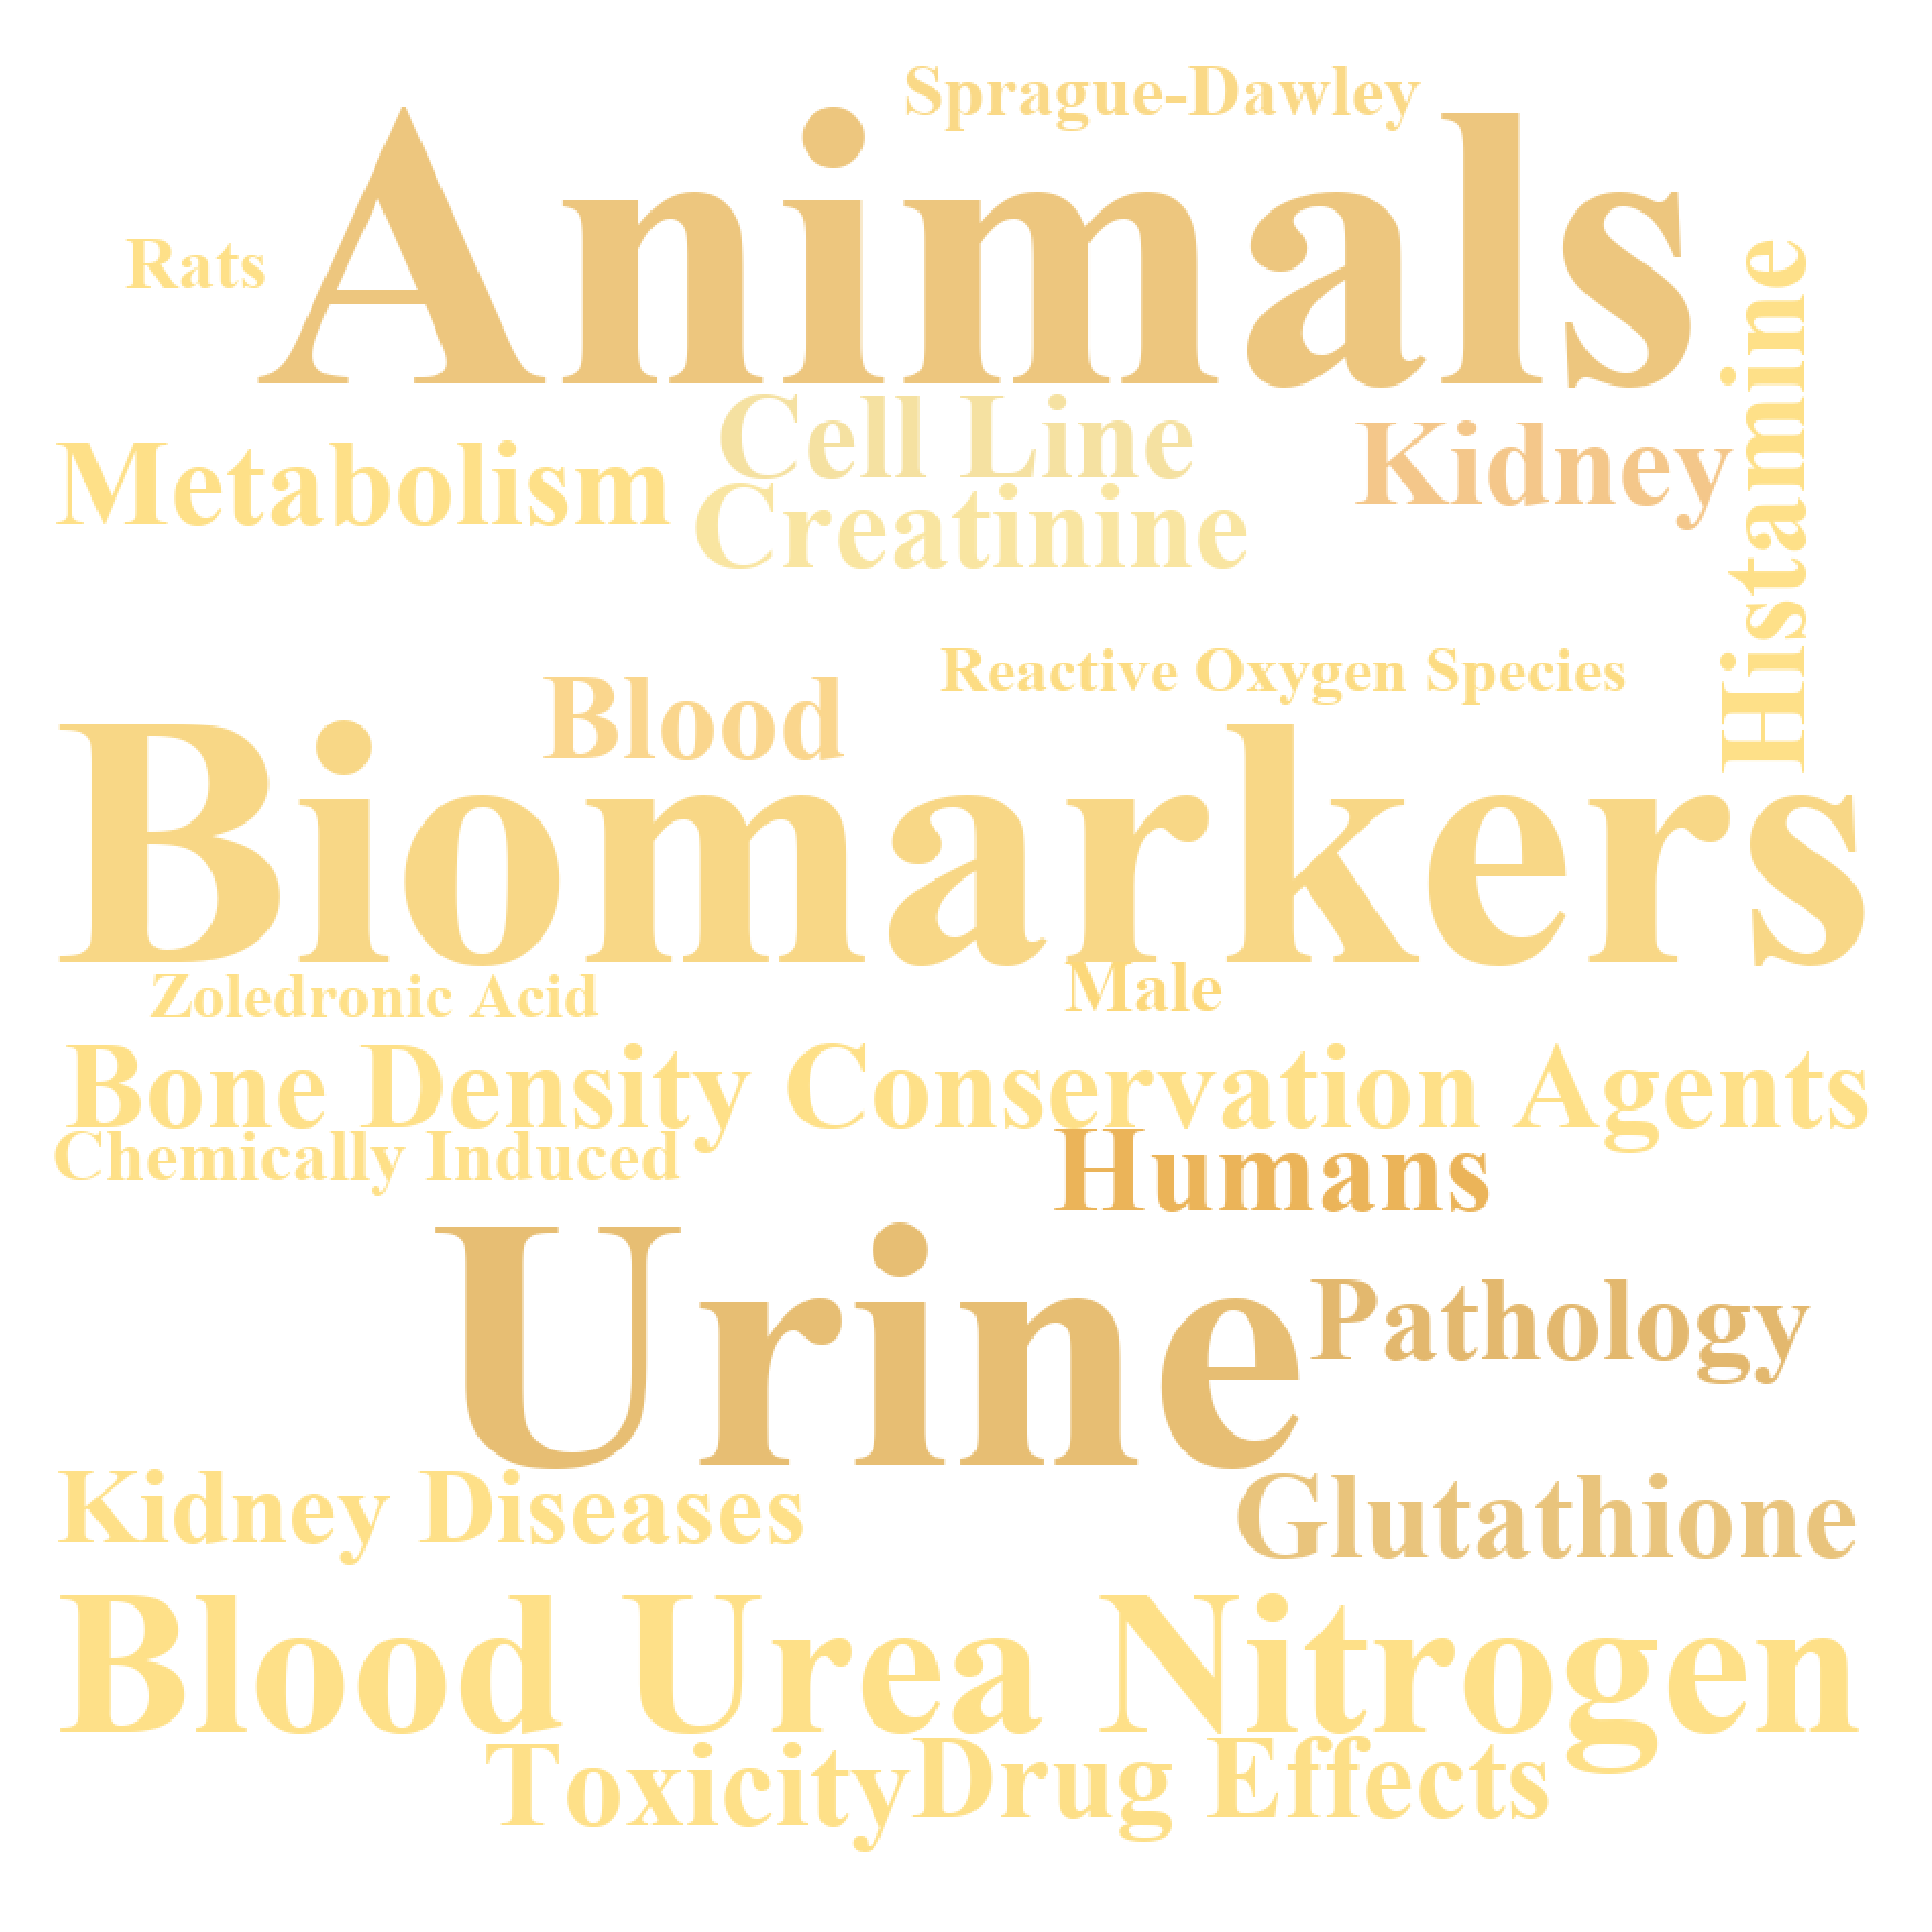 Sprague-Dawley
Animals
Rats
Histamine
Cell Line
Kidney
Metabolism
Creatinine
Reactive Oxygen Species
Blood
Biomarkers
Zoledronic Acid
Male
Bone Density Conservation Agents
Chemically Induced
Humans
Urine
Pathology
Kidney Diseases
Glutathione
Blood Urea Nitrogen
Toxicity
Drug Effects